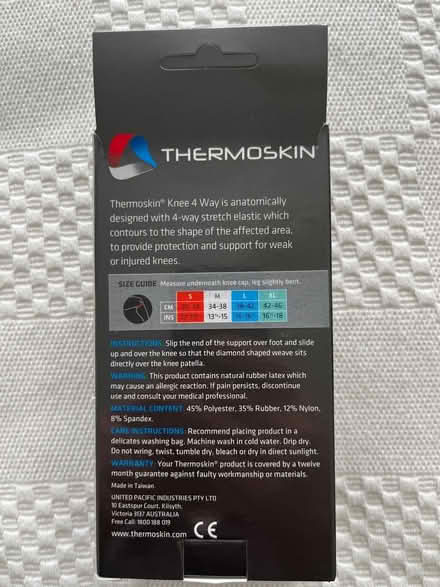 THERMOSKIN®
Thermoskin® Knee 4 Way is anatomically
designed with 4-way stretch elastic which
contours to the shape of the affected area,
to provide protection and support for weak
or injured knees.
SIZE GUIDE Measure underneath knee cap, leg slightly bent.
S M L XL
CM 34-38 38-42 42-46
INS
INSTRUCTIONS: Slip the end of the support over foot and slide
up and over the knee so that the diamond shaped weave sits
directly over the knee patella.
WARNING: This product contains natural rubber latex which
may cause an allergic reaction. If pain persists, discontinue
use and consult your medical professional.
MATERIAL CONTENT: 45% Polyester, 35% Rubber, 12% Nylon,
8% Spandex.
CARE INSTRUCTIONS: Recommend placing product in a
delicates washing bag. Machine wash in cold water. Drip dry.
Do not wring, twist, tumble dry, bleach or dry in direct sunlight.
WARRANTY: Your Thermoskin® product is covered by a twelve
month guarantee against faulty workmanship or materials.
Made in Taiwan
UNITED PACIFIC INDUSTRIES PTY LTD
10 Eastspur Court, Kilsyth,
Victoria 3137 AUSTRALIA
Free Call: 1800 188 019
www.thermoskin.com CE